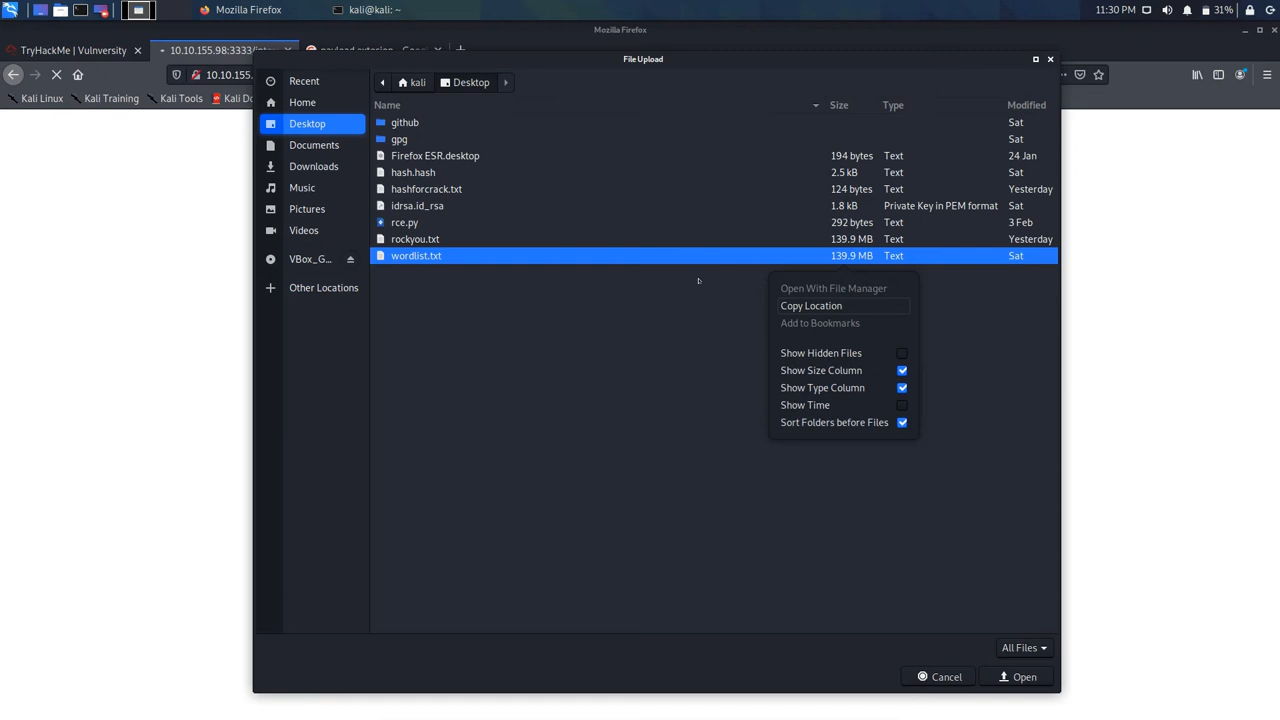 Mozilla Firefox
kali@kali: ~
11:30 PM
31%
Mozilla Firefox
TryHackMe | Vulnversity
10.10.155.98:3333/inte
10.10.155.
Kali Linux
Kali Training
Kali Tools
Kali Do
File Upload
Recent
Home
Desktop
Documents
Downloads
Music
Pictures
Videos
VBox_G...
Other Locations
kali
Desktop
Name Size Type Modified
github Sat
gpg Sat
Firefox ESR.desktop 194 bytes Text 24 Jan
hash.hash 2.5 kB Text Sat
hashforcrack.txt 124 bytes Text Yesterday
idrsa.id_rsa 1.8 kB Private Key in PEM format Sat
rce.py 292 bytes Text 3 Feb
rockyou.txt 139.9 MB Text Yesterday
wordlist.txt 139.9 MB Text Sat
Open With File Manager
Copy Location
Add to Bookmarks
Show Hidden Files
Show Size Column
Show Type Column
Show Time
Sort Folders before Files
All Files
Cancel
Open